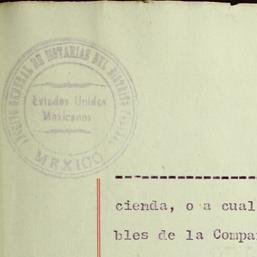 ARCHIVO GENERAL DE NOTARIAS DEL DISTRITO FEDERAL
Estados Unidos
Mexicanos
MEXICO
cienda, o a cual
bles de la Compa